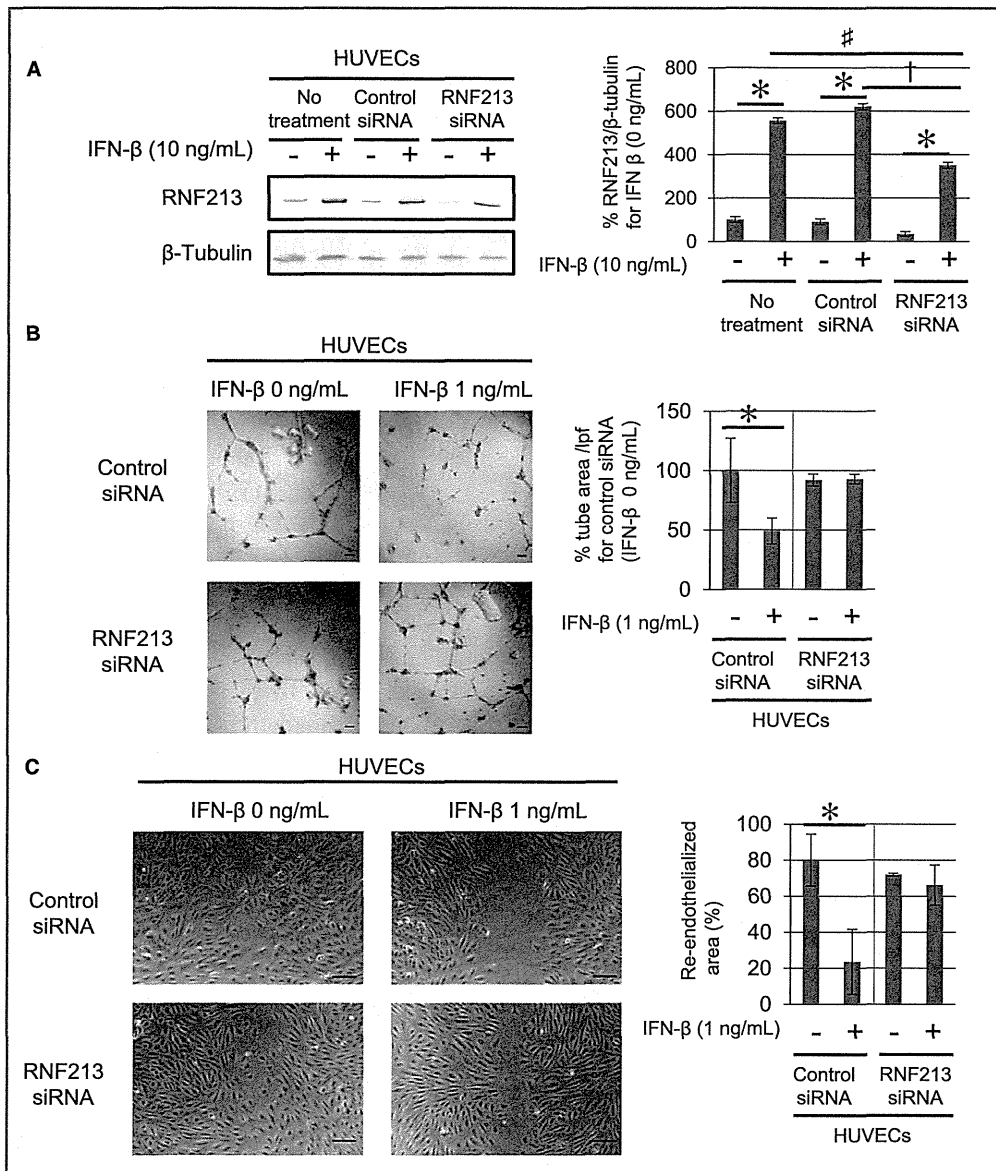 A
HUVECs
No treatment
Control siRNA
RNF213 siRNA
IFN-β (10 ng/mL)
- + - + - +
RNF213
β-Tubulin
% RNF213/β-tubulin
for IFN β (0 ng/mL)
800
600
400
200
0
* * * † ♯
IFN-β (10 ng/mL)
- + - + - +
No treatment
Control siRNA
RNF213 siRNA
B
HUVECs
IFN-β 0 ng/mL
IFN-β 1 ng/mL
Control siRNA
RNF213 siRNA
% tube area /lpf
for control siRNA
(IFN-β 0 ng/mL)
150
100
50
0
*
IFN-β (1 ng/mL)
- + - +
Control siRNA
RNF213 siRNA
HUVECs
C
HUVECs
IFN-β 0 ng/mL
IFN-β 1 ng/mL
Control siRNA
RNF213 siRNA
Re-endothelialized
area (%)
100
80
60
40
20
0
*
IFN-β (1 ng/mL)
- + - +
Control siRNA
RNF213 siRNA
HUVECs